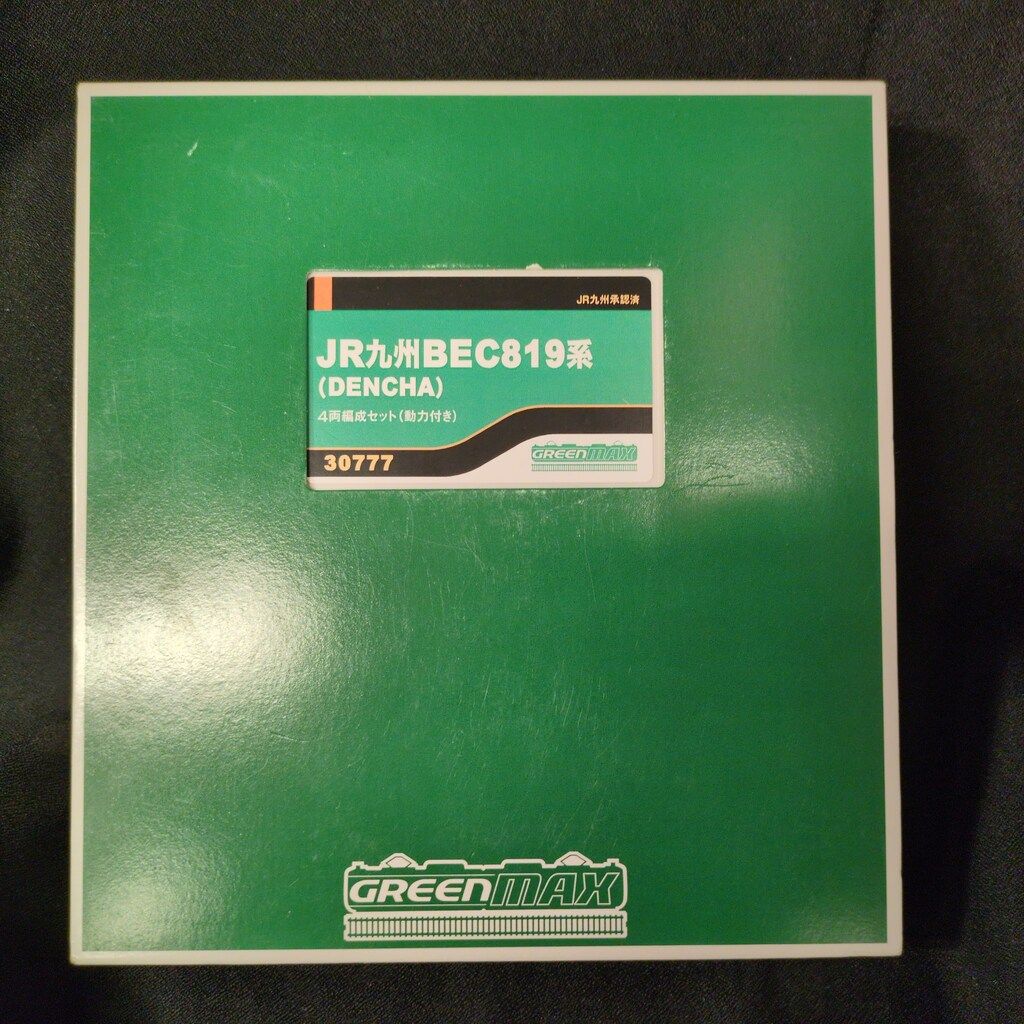 JR九州承認済
JR九州BEC819系
(DENCHA)
4両編成セット(動力付き)
30777
GREENMAX
GREENMAX